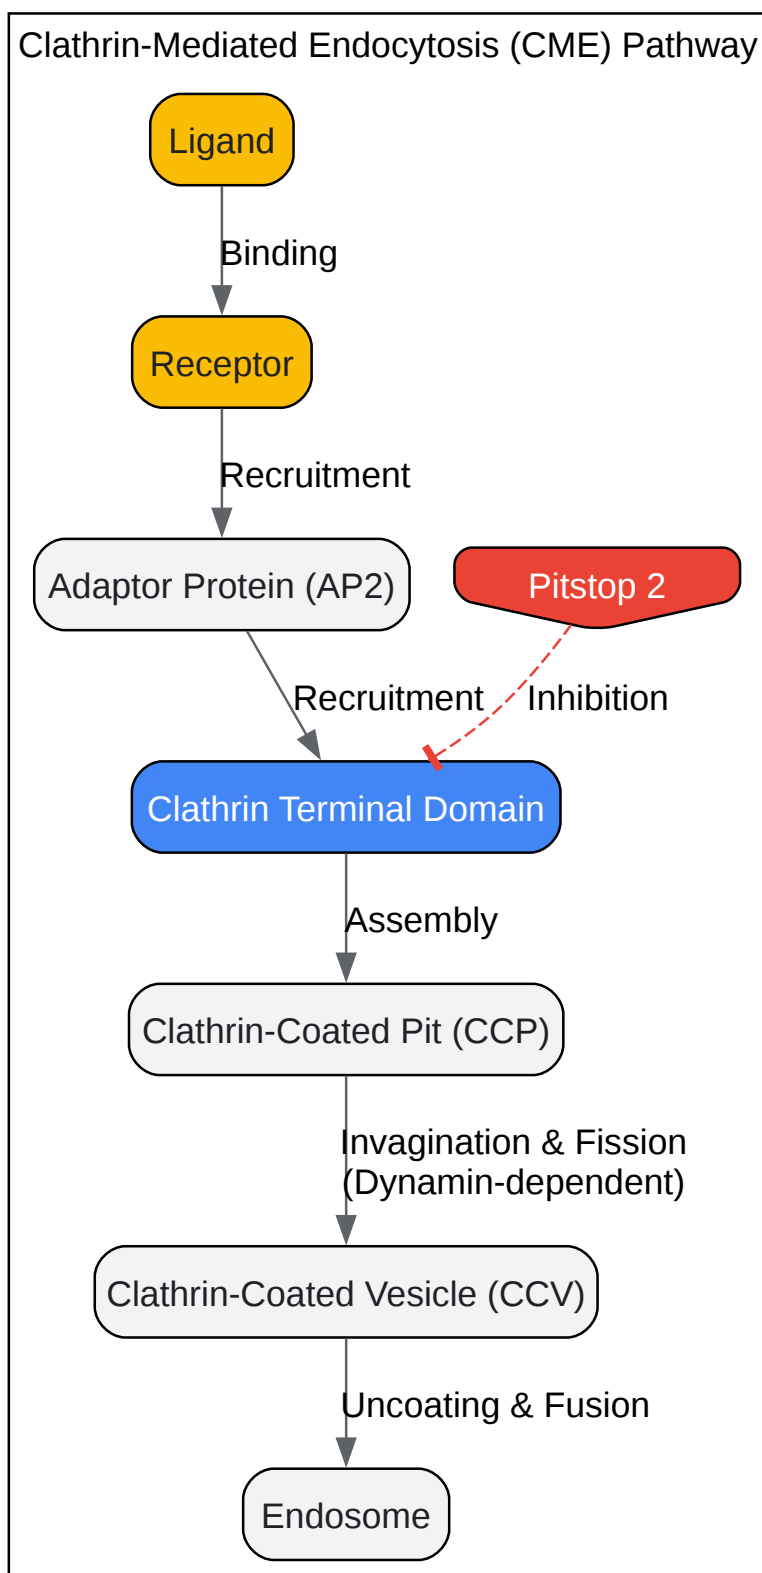 Clathrin-Mediated Endocytosis (CME) Pathway
Ligand
Binding
Receptor
Recruitment
Adaptor Protein (AP2)
Pitstop 2
Recruitment
Inhibition
Clathrin Terminal Domain
Assembly
Clathrin-Coated Pit (CCP)
Invagination & Fission
(Dynamin-dependent)
Clathrin-Coated Vesicle (CCV)
Uncoating & Fusion
Endosome